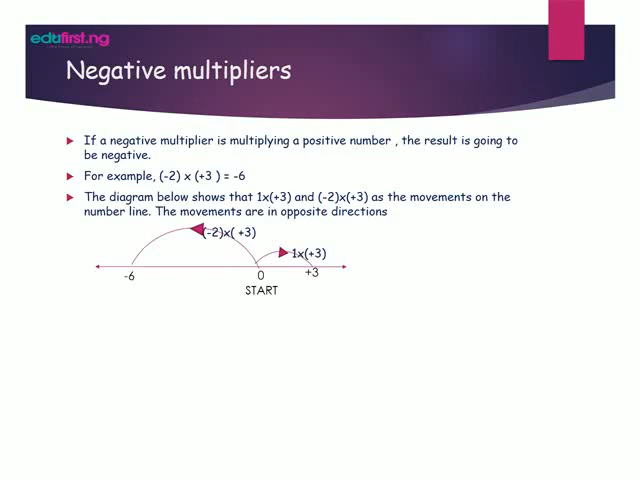 edufirst.ng
Negative multipliers
If a negative multiplier is multiplying a positive number , the result is going to
be negative.
For example, (-2) x (+3 ) = -6
The diagram below shows that 1x(+3) and (-2)x(+3) as the movements on the
number line. The movements are in opposite directions
(-2)x( +3)
1x(+3)
-6
0
+3
START